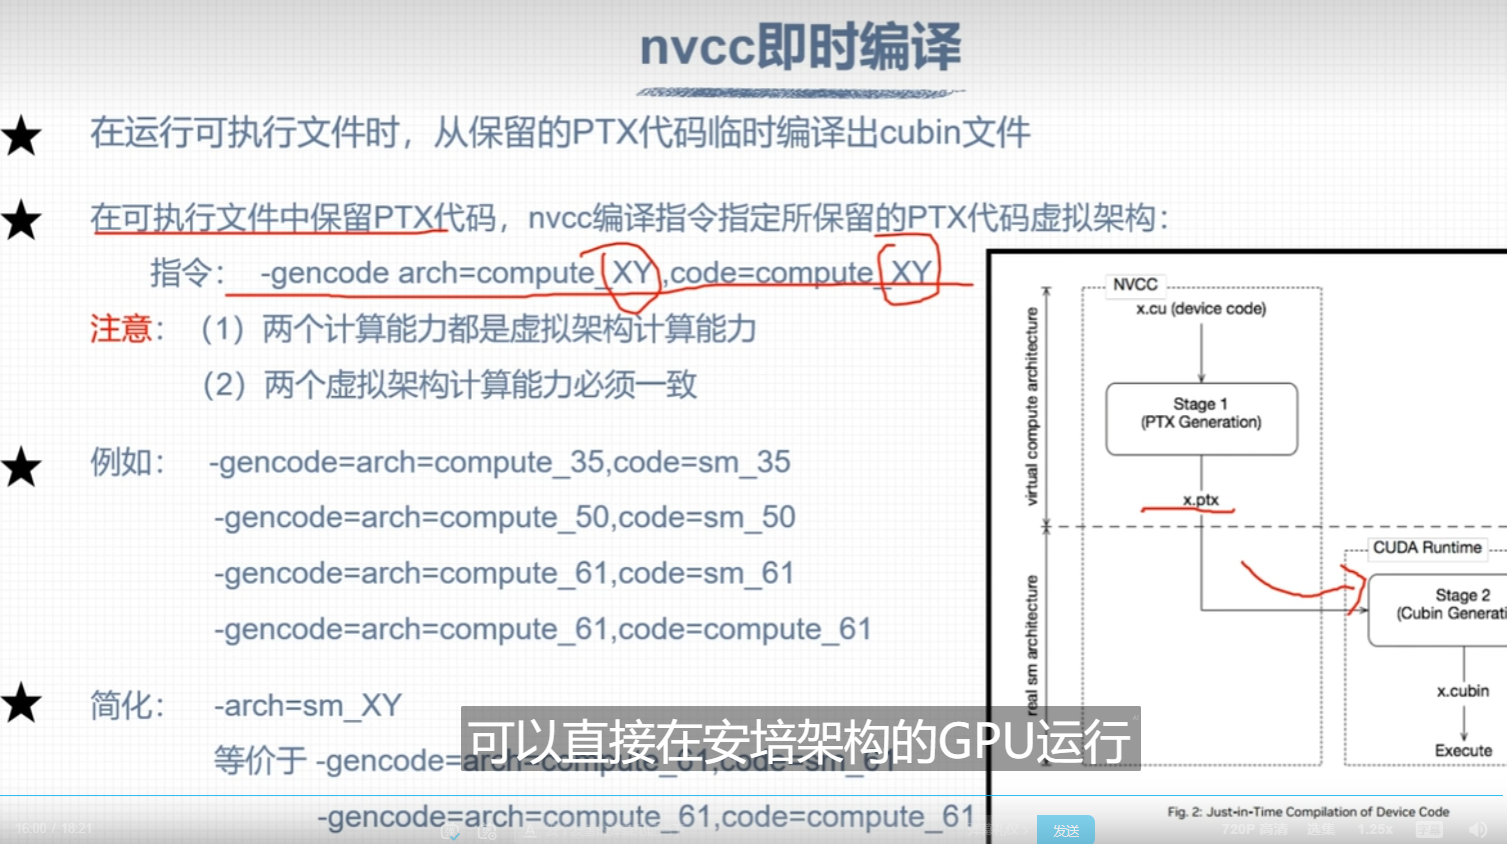 nvcc即时编译
★ 在运行可执行文件时，从保留的PTX代码临时编译出cubin文件
★ 在可执行文件中保留PTX代码，nvcc编译指令指定所保留的PTX代码虚拟架构：
指令： -gencode arch=compute_XY,code=compute_XY
注意：（1）两个计算能力都是虚拟架构计算能力
（2）两个虚拟架构计算能力必须一致
★ 例如： -gencode=arch=compute_35,code=sm_35
-gencode=arch=compute_50,code=sm_50
-gencode=arch=compute_61,code=sm_61
-gencode=arch=compute_61,code=compute_61
★ 简化： -arch=sm_XY
等价于 -gencode=arch=compute_61,code=sm_61
-gencode=arch=compute_61,code=compute_61
可以直接在安培架构的GPU运行
NVCC
x.cu (device code)
virtual compute architecture
Stage 1
(PTX Generation)
x.ptx
real sm architecture
CUDA Runtime
Stage 2
(Cubin Generati
x.cubin
Execute
Fig. 2: Just-in-Time Compilation of Device Code
16:00 / 18:21
发送
720P 高清 选集 1.25x 字幕